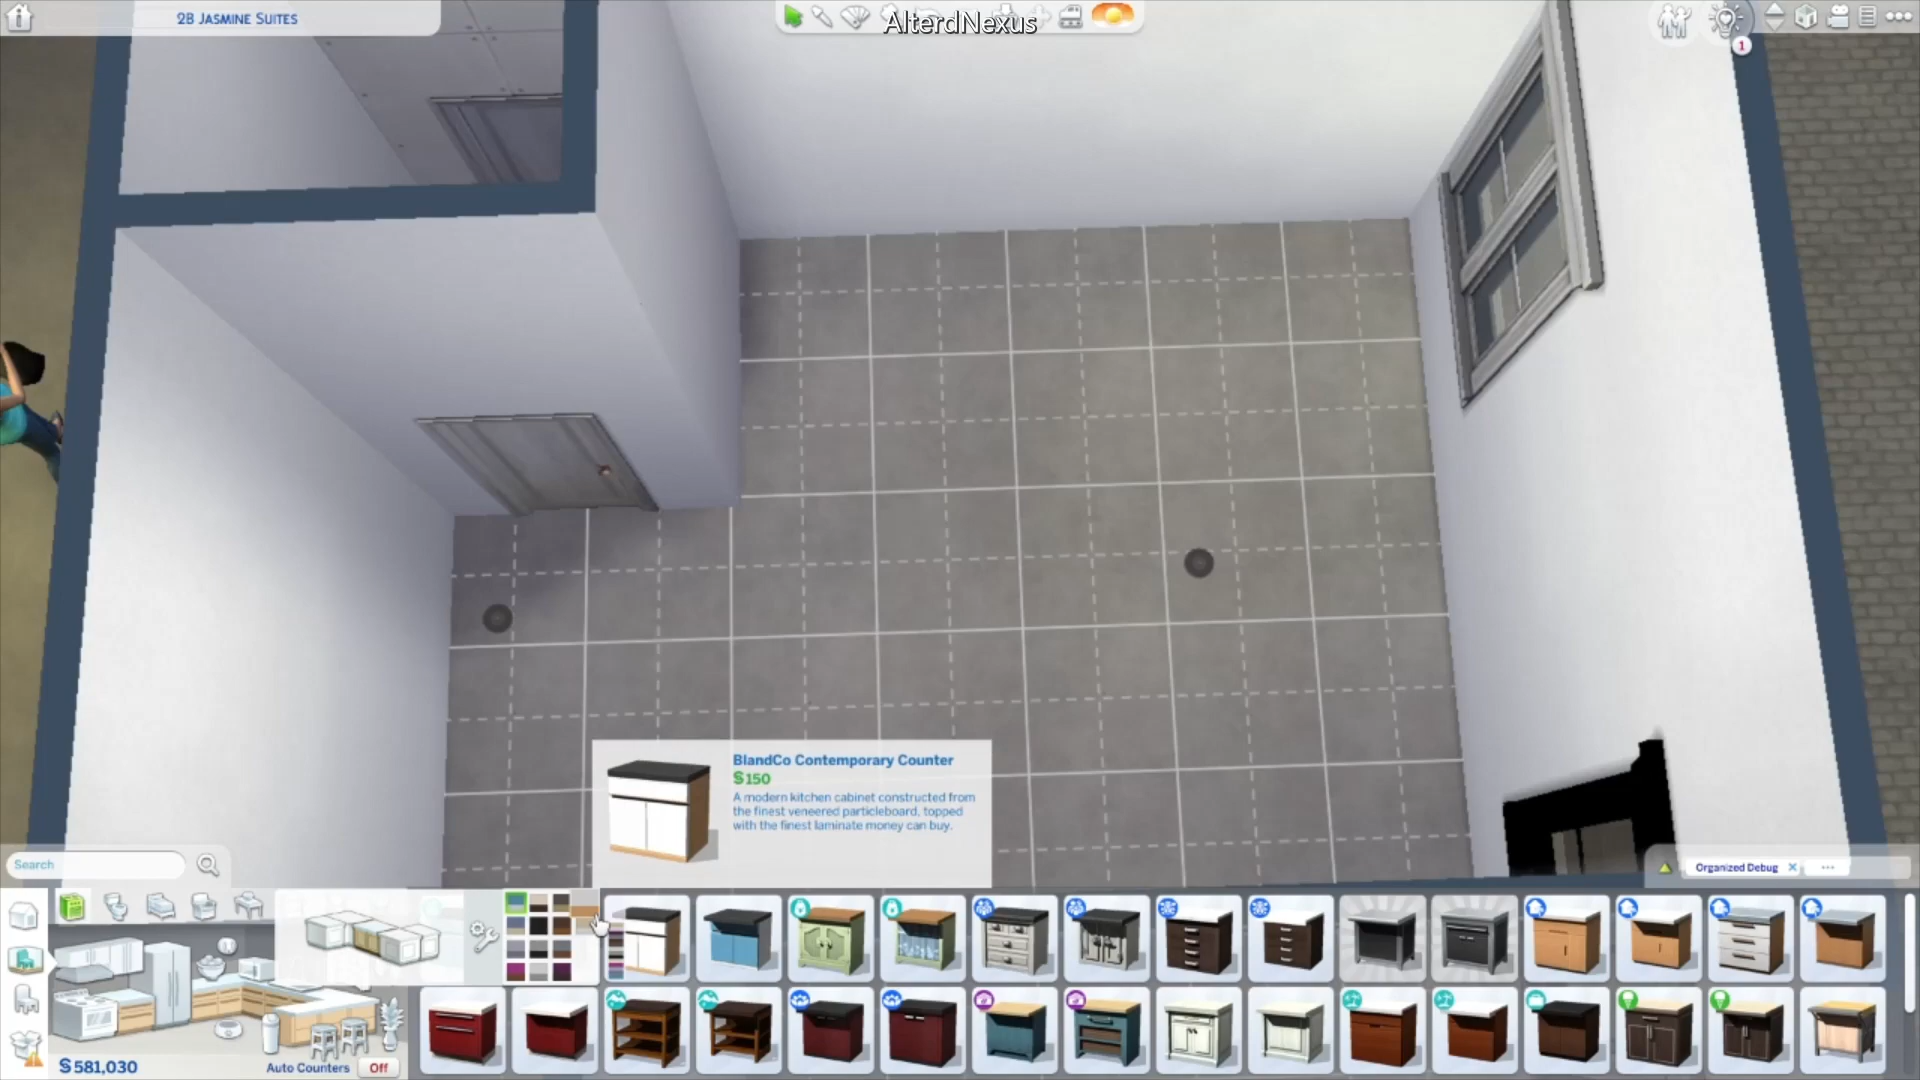 2B Jasmine Suites
AlterdNexus
1
BlandCo Contemporary Counter
§150
A modern kitchen cabinet constructed from
the finest veneered particleboard, topped
with the finest laminate money can buy.
Search
Organized Debug
§581,030
Auto Counters
Off